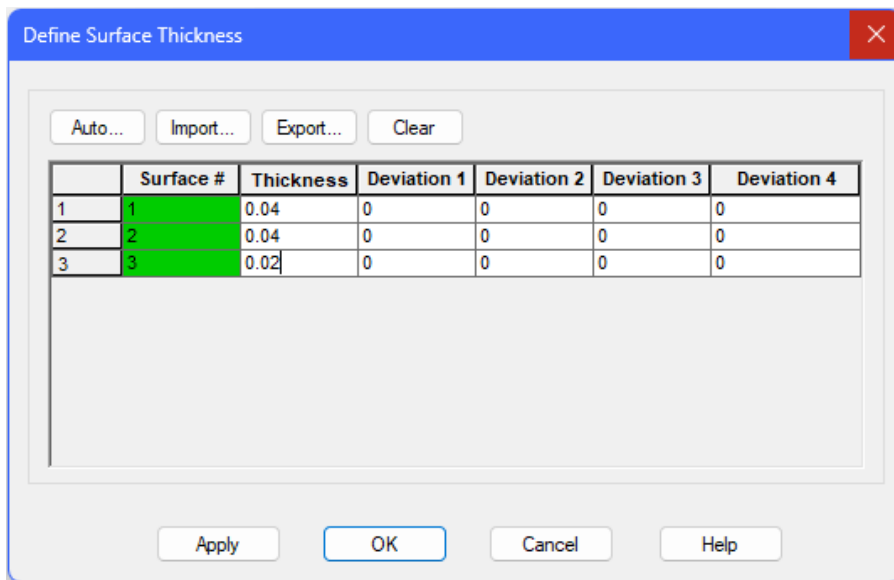 Define Surface Thickness
Auto... Import... Export... Clear
Surface # Thickness Deviation 1 Deviation 2 Deviation 3 Deviation 4
1 1 0.04 0 0 0 0
2 2 0.04 0 0 0 0
3 3 0.02 0 0 0 0
Apply OK Cancel Help